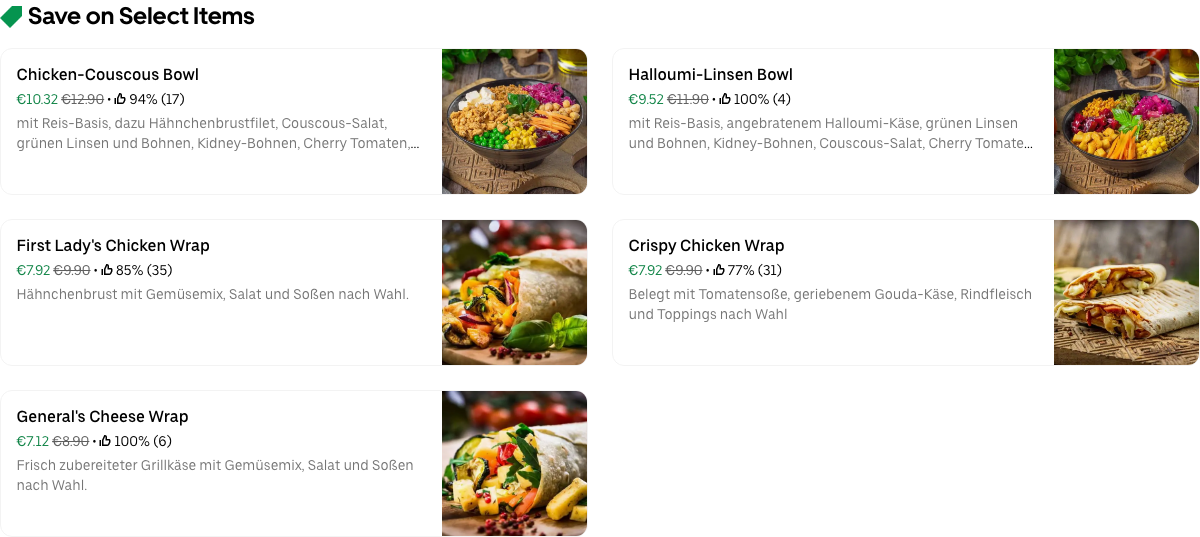 Save on Select Items
Chicken-Couscous Bowl
€10.32 €12.90 • 94% (17)
mit Reis-Basis, dazu Hähnchenbrustfilet, Couscous-Salat,
grünen Linsen und Bohnen, Kidney-Bohnen, Cherry Tomaten,...
Halloumi-Linsen Bowl
€9.52 €11.90 • 100% (4)
mit Reis-Basis, angebratenem Halloumi-Käse, grünen Linsen
und Bohnen, Kidney-Bohnen, Couscous-Salat, Cherry Tomate...
First Lady's Chicken Wrap
€7.92 €9.90 • 85% (35)
Hähnchenbrust mit Gemüsemix, Salat und Soßen nach Wahl.
Crispy Chicken Wrap
€7.92 €9.90 • 77% (31)
Belegt mit Tomatensoße, geriebenem Gouda-Käse, Rindfleisch
und Toppings nach Wahl
General's Cheese Wrap
€7.12 €8.90 • 100% (6)
Frisch zubereiteter Grillkäse mit Gemüsemix, Salat und Soßen
nach Wahl.